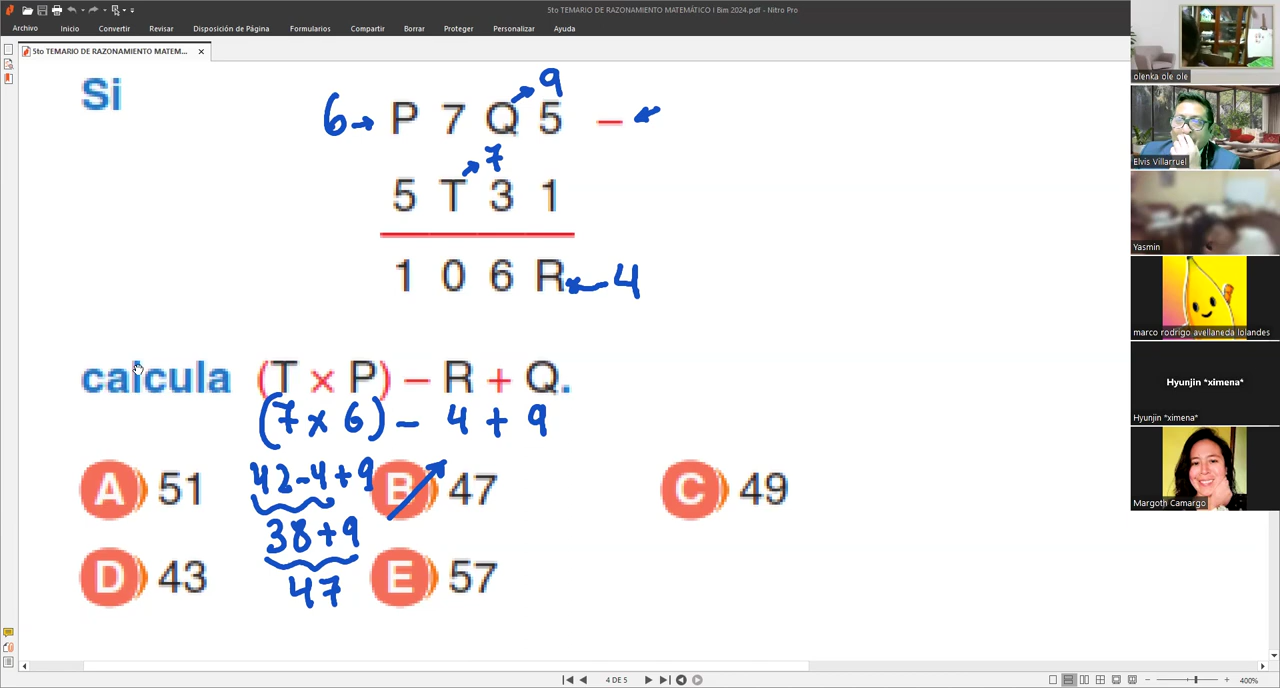 5to TEMARIO DE RAZONAMIENTO MATEMÁTICO I Bim 2024.pdf - Nitro Pro
Archivo Inicio Convertir Revisar Disposición de Página Formularios Compartir Borrar Proteger Personalizar Ayuda
5to TEMARIO DE RAZONAMIENTO MATEM... ×
Si
9
6 → P 7 Q 5 −
7
5 T 3 1
1 0 6 R ← 4
calcula (T × P) − R + Q.
(7 × 6) − 4 + 9
42 - 4 + 9
38 + 9
47
A) 51
B) 47
C) 49
D) 43
E) 57
olenka ole ole
Elvis Villarruel
Yasmin
marco rodrigo avellaneda lolandes
Hyunjin *ximena*
Hyunjin *ximena*
Margoth Camargo
4 DE 5
400%